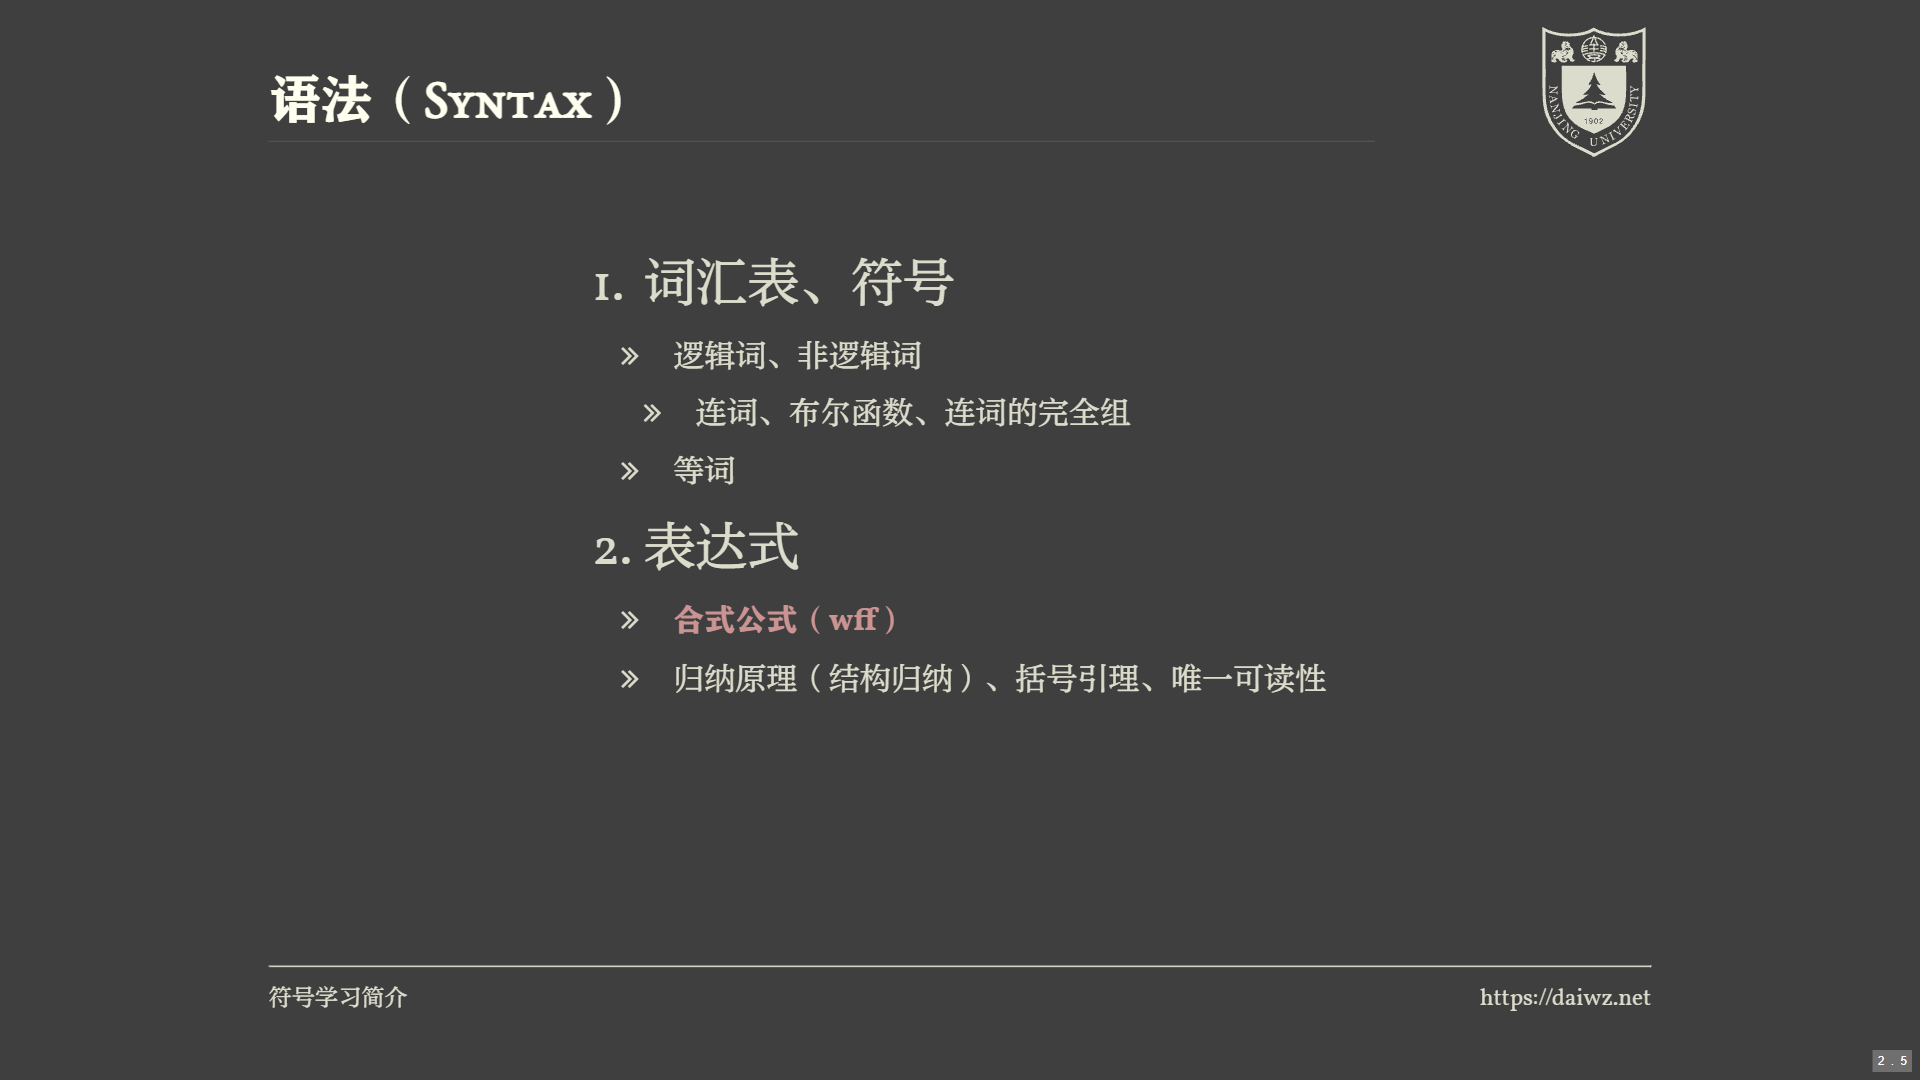 语法（Syntax）
NANJING UNIVERSITY
1902
1. 词汇表、符号
» 逻辑词、非逻辑词
» 连词、布尔函数、连词的完全组
» 等词
2. 表达式
» 合式公式（wff）
» 归纳原理（结构归纳）、括号引理、唯一可读性
符号学习简介
https://daiwz.net
2 . 5